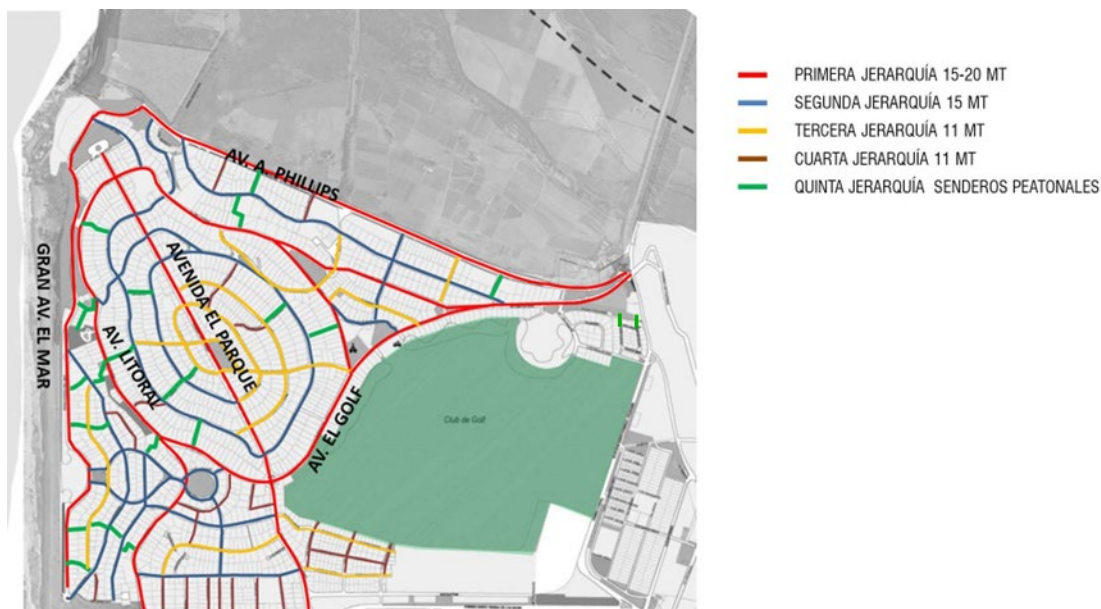 AV. A. PHILLIPS
GRAN AV. EL MAR
AVENIDA EL PARQUE
AV. LITORAL
AV. EL GOLF
Club de Golf
PRIMERA JERARQUÍA 15-20 MT
SEGUNDA JERARQUÍA 15 MT
TERCERA JERARQUÍA 11 MT
CUARTA JERARQUÍA 11 MT
QUINTA JERARQUÍA SENDEROS PEATONALES